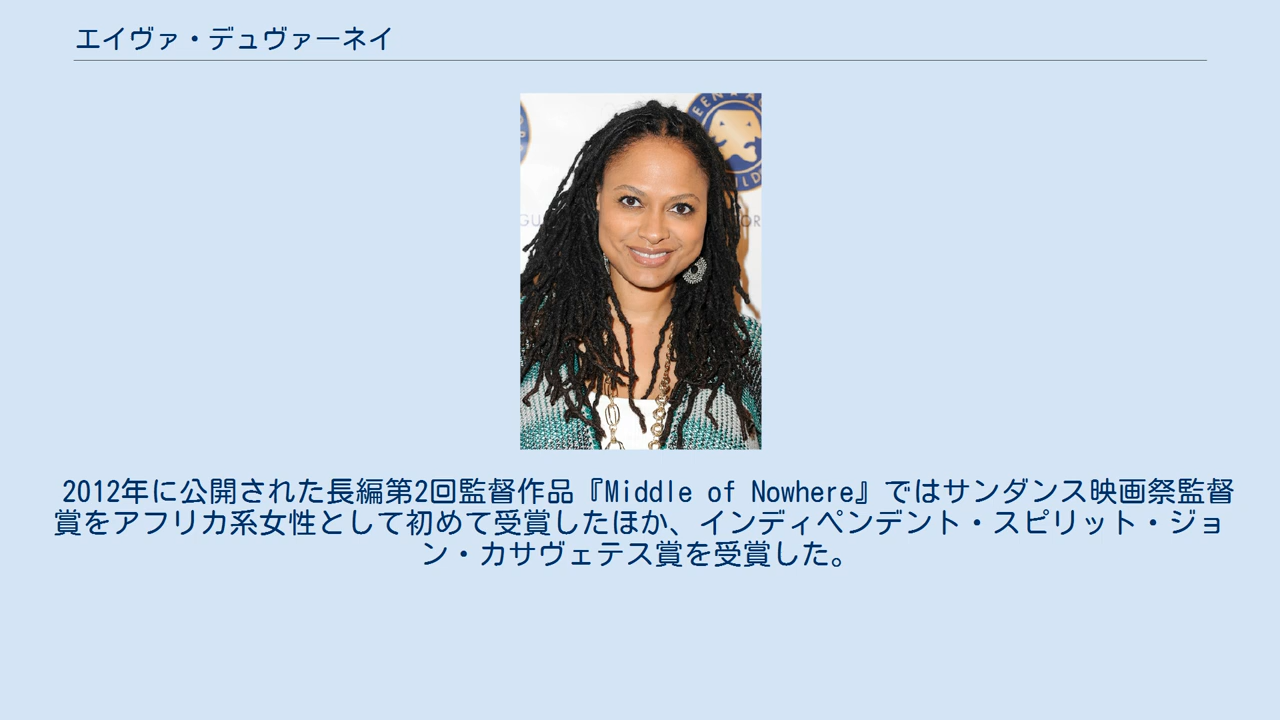 エイヴァ・デュヴァーネイ
2012年に公開された長編第2回監督作品『Middle of Nowhere』ではサンダンス映画祭監督
賞をアフリカ系女性として初めて受賞したほか、インディペンデント・スピリット・ジョ
ン・カサヴェテス賞を受賞した。